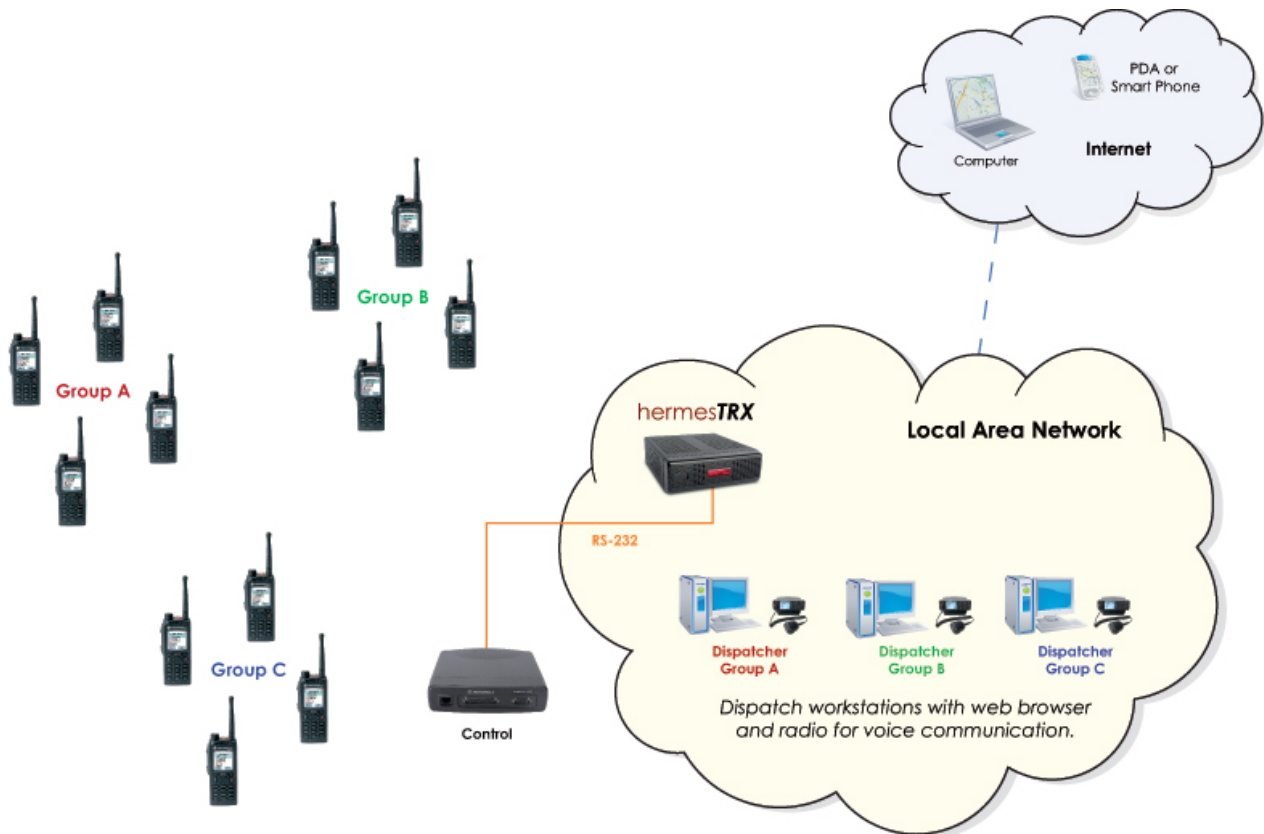 PDA or
Smart Phone
Computer
Internet
Group B
Group A
hermesTRX
Local Area Network
RS-232
Group C
Dispatcher
Group A
Dispatcher
Group B
Dispatcher
Group C
Dispatch workstations with web browser
and radio for voice communication.
Control